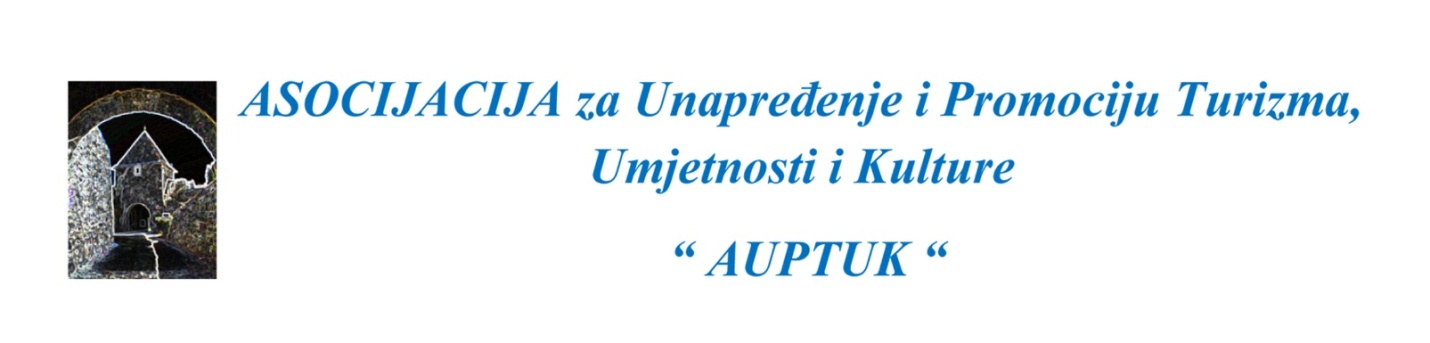 ASOCIJACIJA za Unapređenje i Promociju Turizma,
Umjetnosti i Kulture
“ AUPTUK “